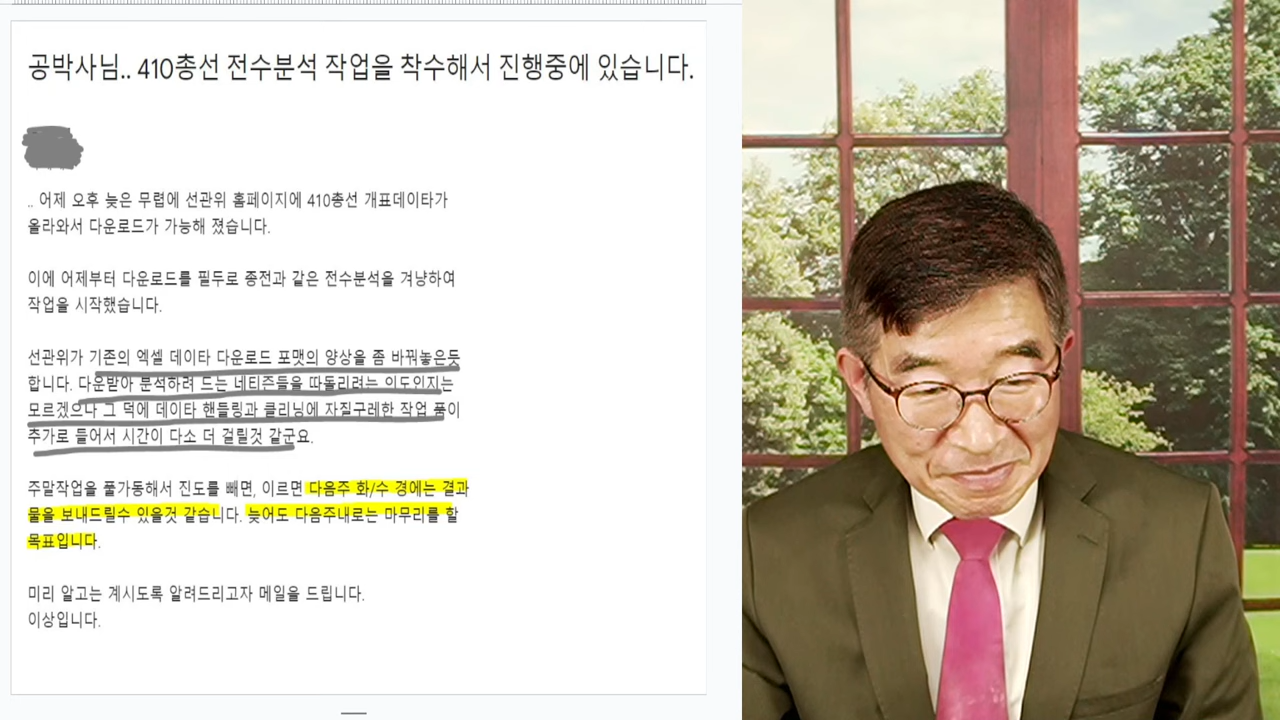 공박사님.. 410총선 전수분석 작업을 착수해서 진행중에 있습니다.
.. 어제 오후 늦은 무렵에 선관위 홈페이지에 410총선 개표데이타가
올라와서 다운로드가 가능해 졌습니다.
이에 어제부터 다운로드를 필두로 종전과 같은 전수분석을 겨냥하여
작업을 시작했습니다.
선관위가 기존의 엑셀 데이타 다운로드 포맷의 양상을 좀 바꿔놓은듯
합니다. 다운받아 분석하려 드는 네티즌들을 따돌리려는 의도인지는
모르겠으나 그 덕에 데이타 핸들링과 클리닝에 자질구레한 작업 품이
추가로 들어서 시간이 다소 더 걸릴것 같군요.
주말작업을 풀가동해서 진도를 빼면, 이르면 다음주 화/수 경에는 결과
물을 보내드릴수 있을것 같습니다. 늦어도 다음주내로는 마무리를 할
목표입니다.
미리 알고는 계시도록 알려드리고자 메일을 드립니다.
이상입니다.